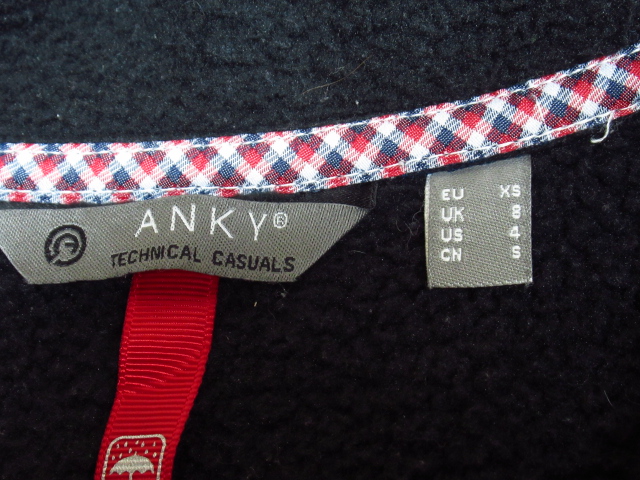 ANKY®
TECHNICAL CASUALS
EU XS
UK 8
US 4
CN S